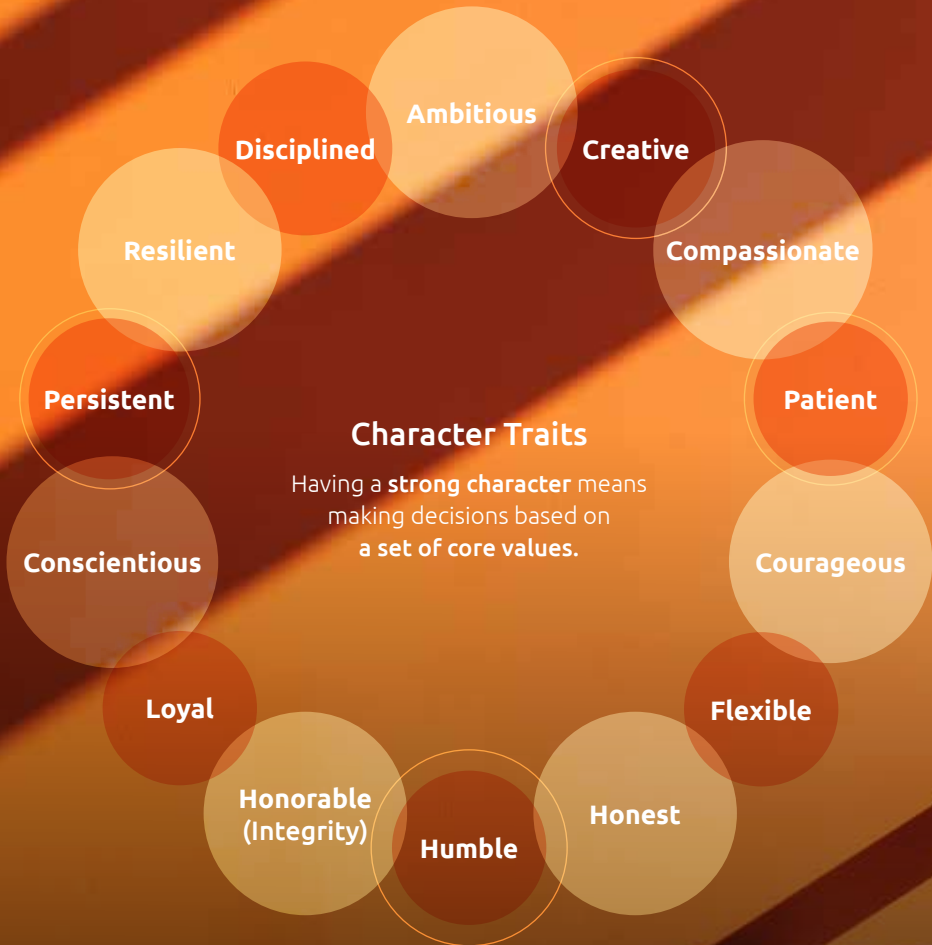 Ambitious
Disciplined
Creative
Resilient
Compassionate
Persistent
Patient
Character Traits
Having a strong character means
making decisions based on
a set of core values.
Conscientious
Courageous
Loyal
Flexible
Honorable
(Integrity)
Honest
Humble